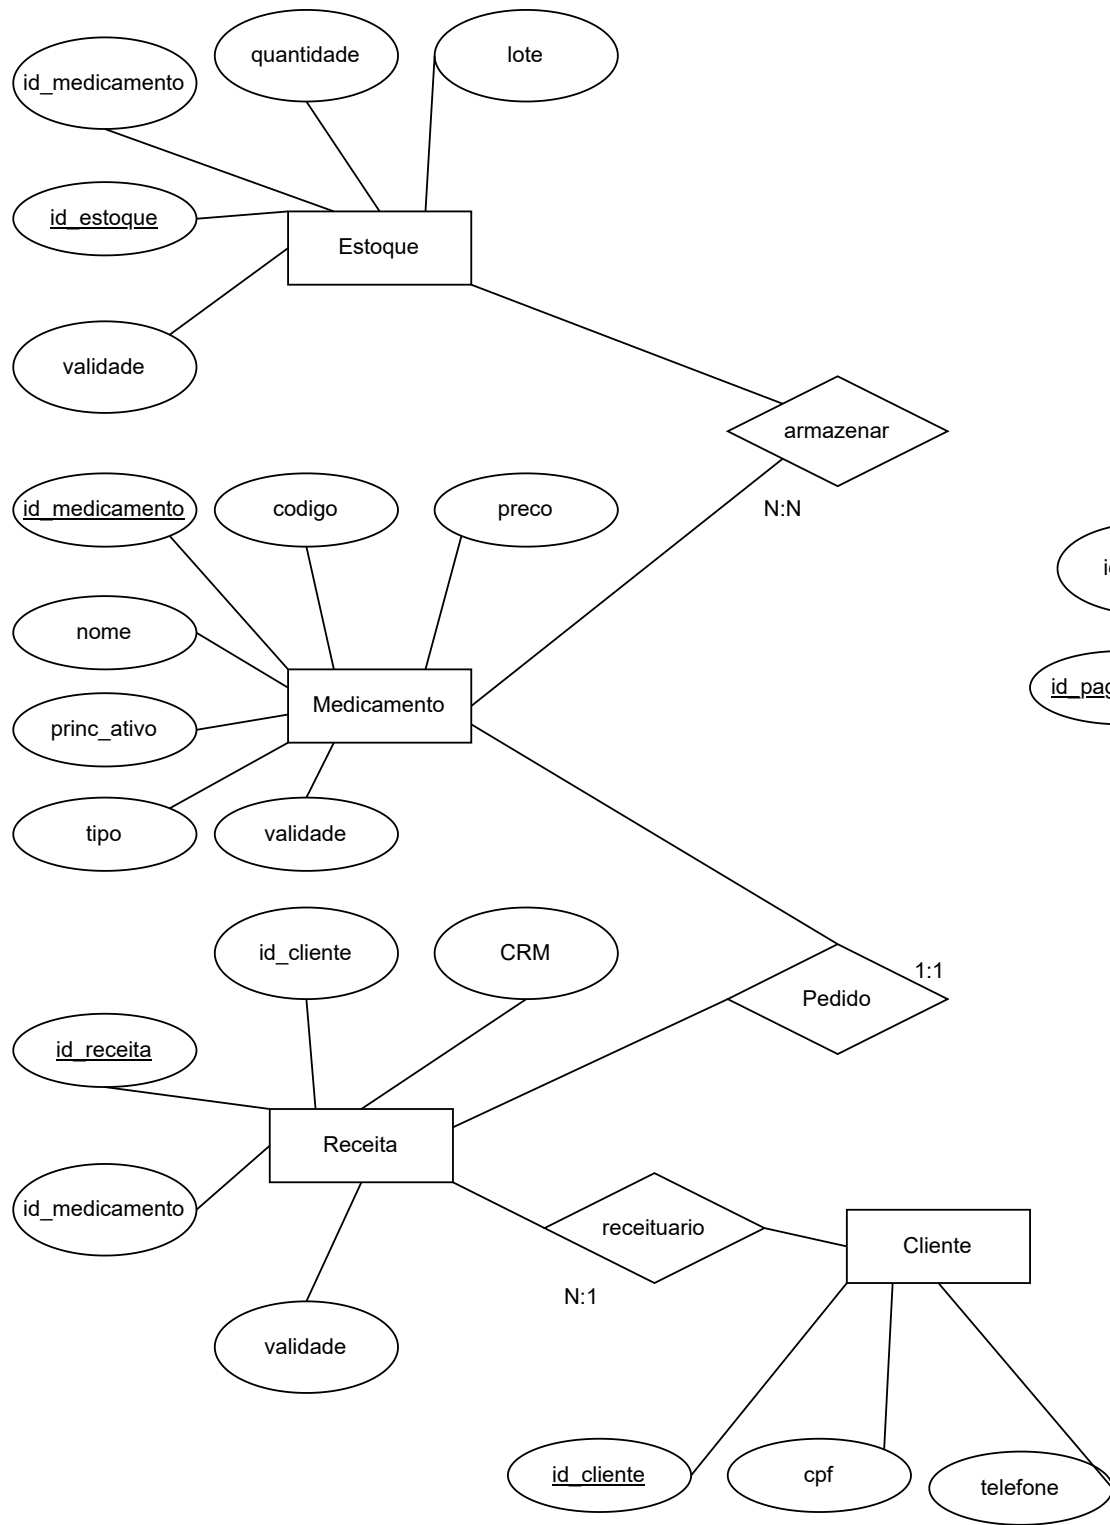 id_medicamento
quantidade
lote
id_estoque
Estoque
validade
armazenar
N:N
id_medicamento
codigo
preco
nome
Medicamento
princ_ativo
tipo
validade
id_cliente
CRM
1:1
Pedido
id_receita
Receita
id_medicamento
receituario
Cliente
N:1
validade
id_cliente
cpf
telefone